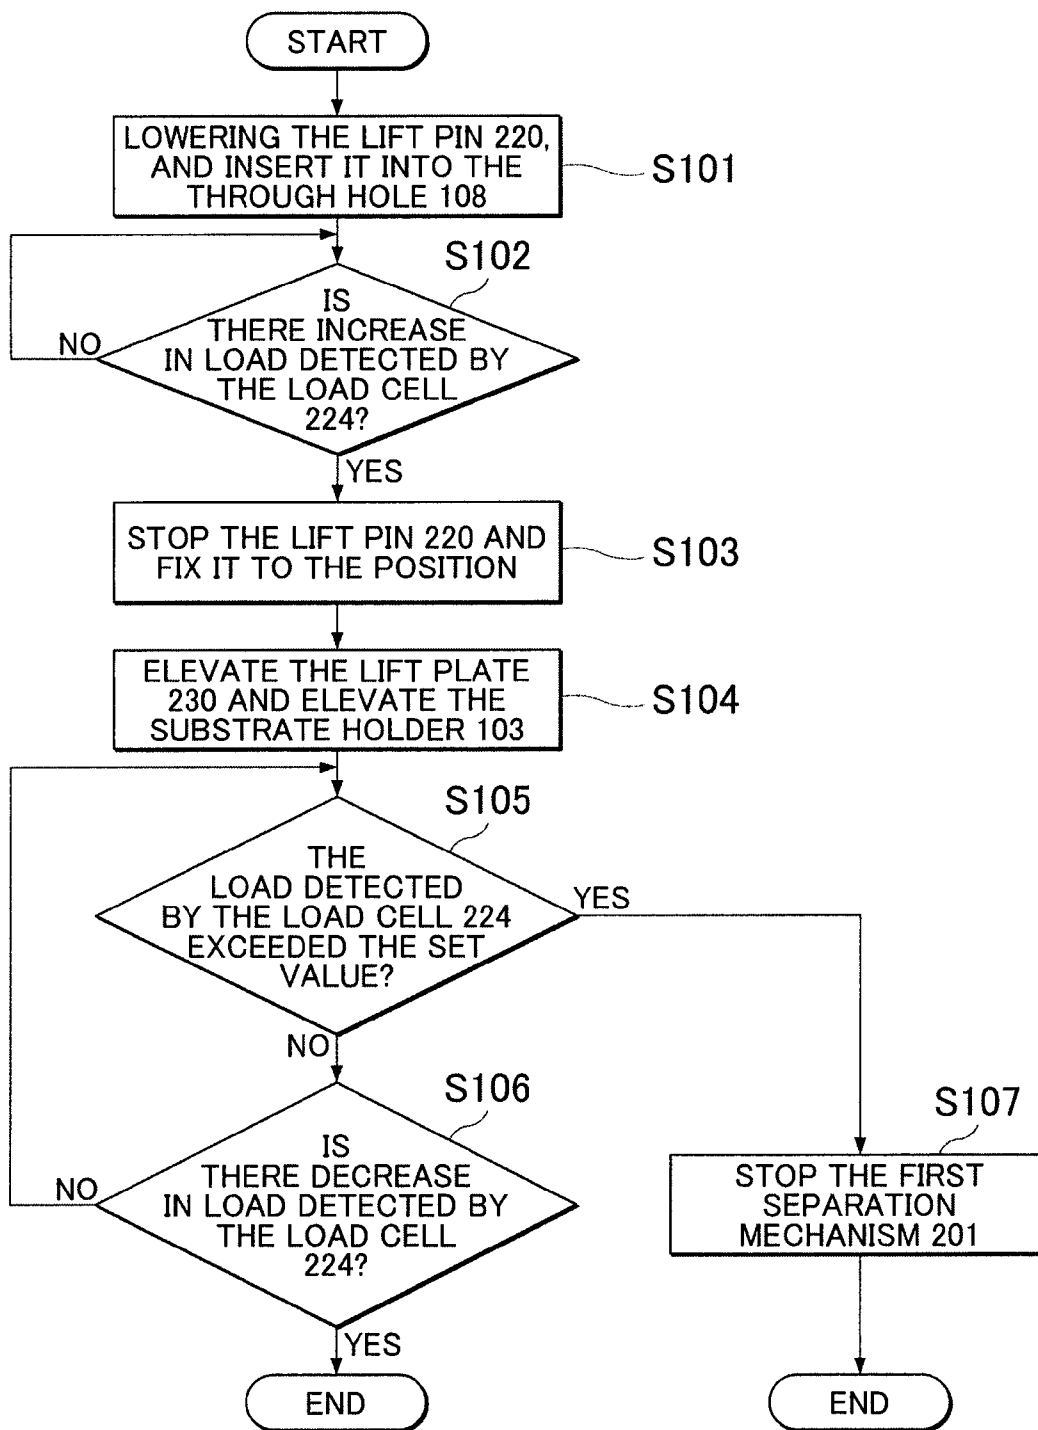 START
LOWERING THE LIFT PIN 220,
AND INSERT IT INTO THE
THROUGH HOLE 108
S101
S102
IS
THERE INCREASE
IN LOAD DETECTED BY
THE LOAD CELL
224?
NO
YES
STOP THE LIFT PIN 220 AND
FIX IT TO THE POSITION
S103
ELEVATE THE LIFT PLATE
230 AND ELEVATE THE
SUBSTRATE HOLDER 103
S104
S105
THE
LOAD DETECTED
BY THE LOAD CELL 224
EXCEEDED THE SET
VALUE?
YES
NO
S106
IS
THERE DECREASE
IN LOAD DETECTED BY
THE LOAD CELL
224?
NO
YES
END
S107
STOP THE FIRST
SEPARATION
MECHANISM 201
END